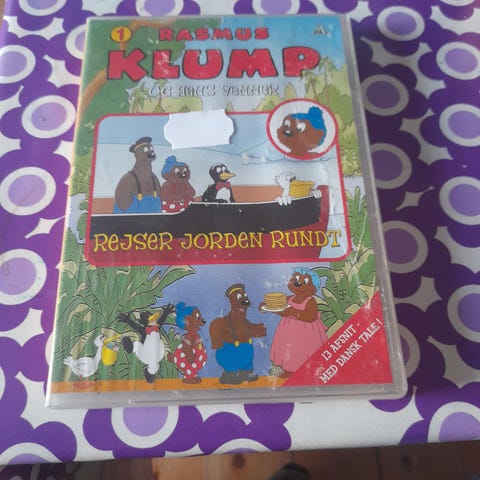 1
RASMUS
KLUMP
OG HANS VENNER
REJSER JORDEN RUNDT
13 AFSNIT -
MED DANSK TALE!